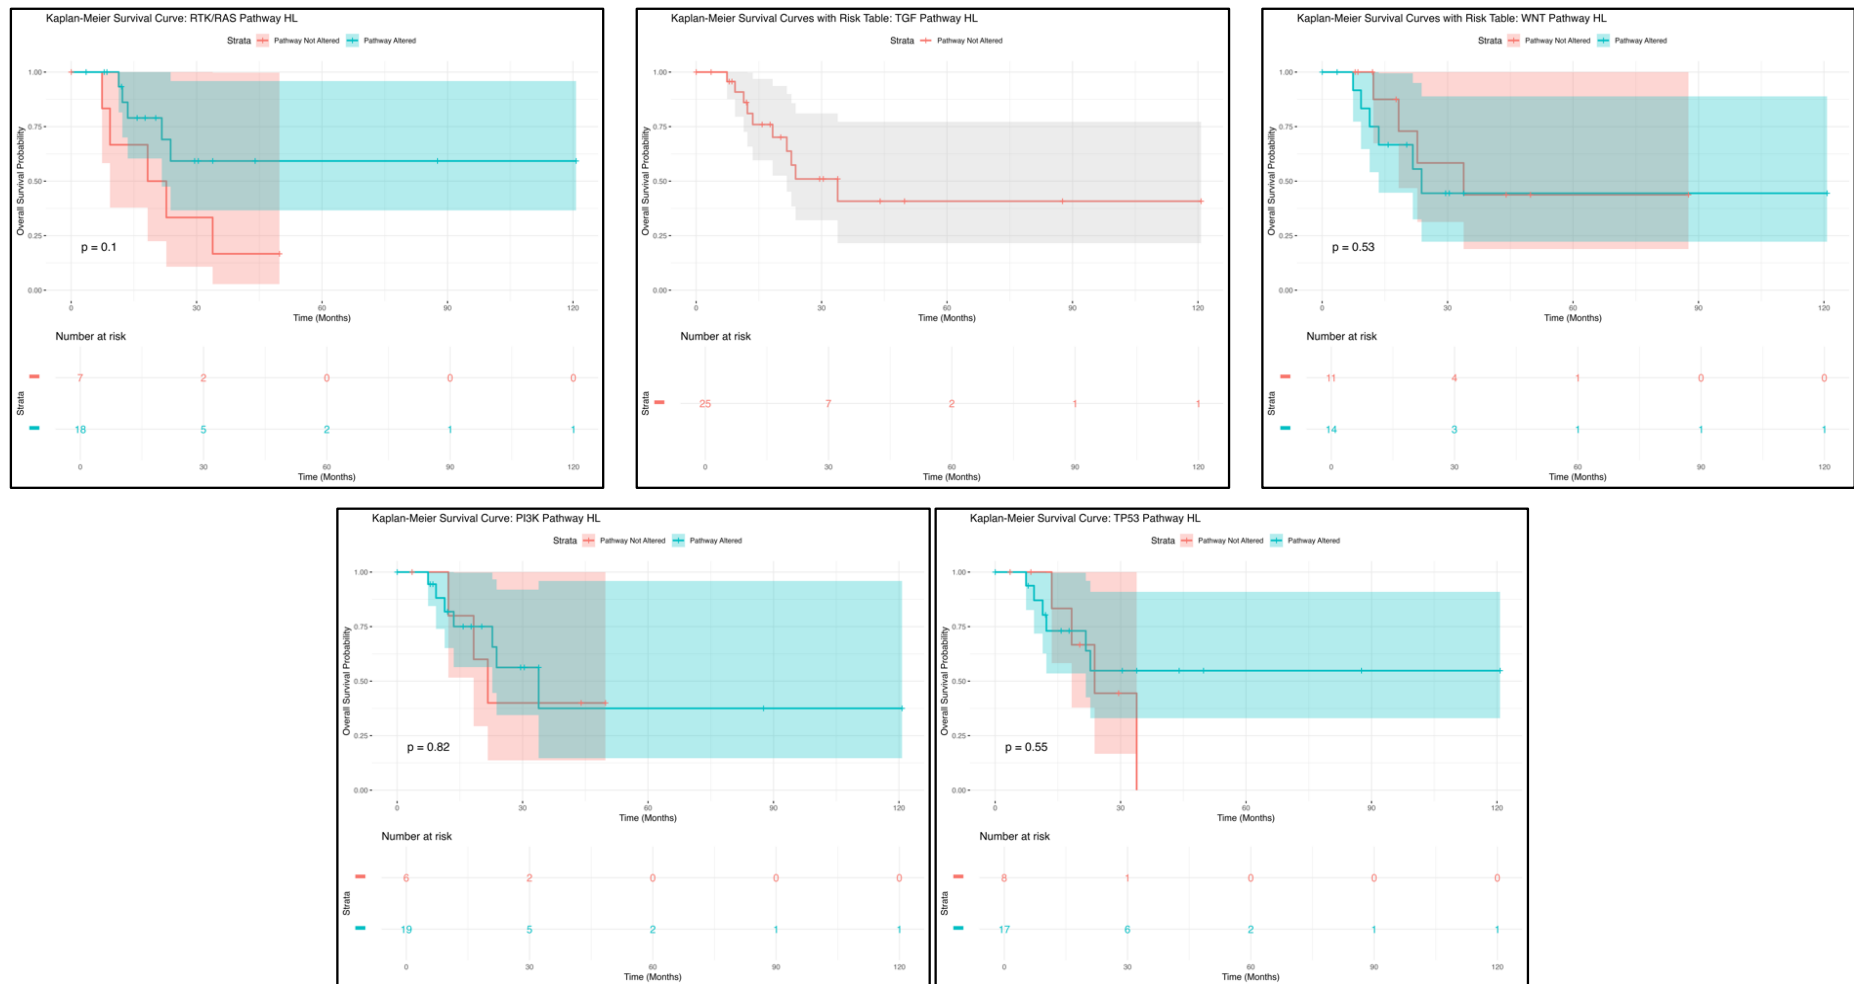 Kaplan-Meier Survival Curve: RTK/RAS Pathway HL
Strata Pathway Not Altered Pathway Altered
Overall Survival Probability
1.00
0.75
0.50
0.25
0.00
p = 0.1
0 30 60 90 120
Time (Months)
Number at risk
Strata
7 2 0 0 0
18 5 2 1 1
0 30 60 90 120
Time (Months)
Kaplan-Meier Survival Curves with Risk Table: TGF Pathway HL
Strata Pathway Not Altered
Overall Survival Probability
1.00
0.75
0.50
0.25
0.00
0 30 60 90 120
Time (Months)
Number at risk
Strata
25 7 2 1 1
0 30 60 90 120
Time (Months)
Kaplan-Meier Survival Curves with Risk Table: WNT Pathway HL
Strata Pathway Not Altered Pathway Altered
Overall Survival Probability
1.00
0.75
0.50
0.25
0.00
p = 0.53
0 30 60 90 120
Time (Months)
Number at risk
Strata
11 4 1 0 0
14 3 1 1 1
0 30 60 90 120
Time (Months)
Kaplan-Meier Survival Curve: PI3K Pathway HL
Strata Pathway Not Altered Pathway Altered
Overall Survival Probability
1.00
0.75
0.50
0.25
0.00
p = 0.82
0 30 60 90 120
Time (Months)
Number at risk
Strata
6 2 0 0 0
19 5 2 1 1
0 30 60 90 120
Time (Months)
Kaplan-Meier Survival Curve: TP53 Pathway HL
Strata Pathway Not Altered Pathway Altered
Overall Survival Probability
1.00
0.75
0.50
0.25
0.00
p = 0.55
0 30 60 90 120
Time (Months)
Number at risk
Strata
8 1 0 0 0
17 6 2 1 1
0 30 60 90 120
Time (Months)